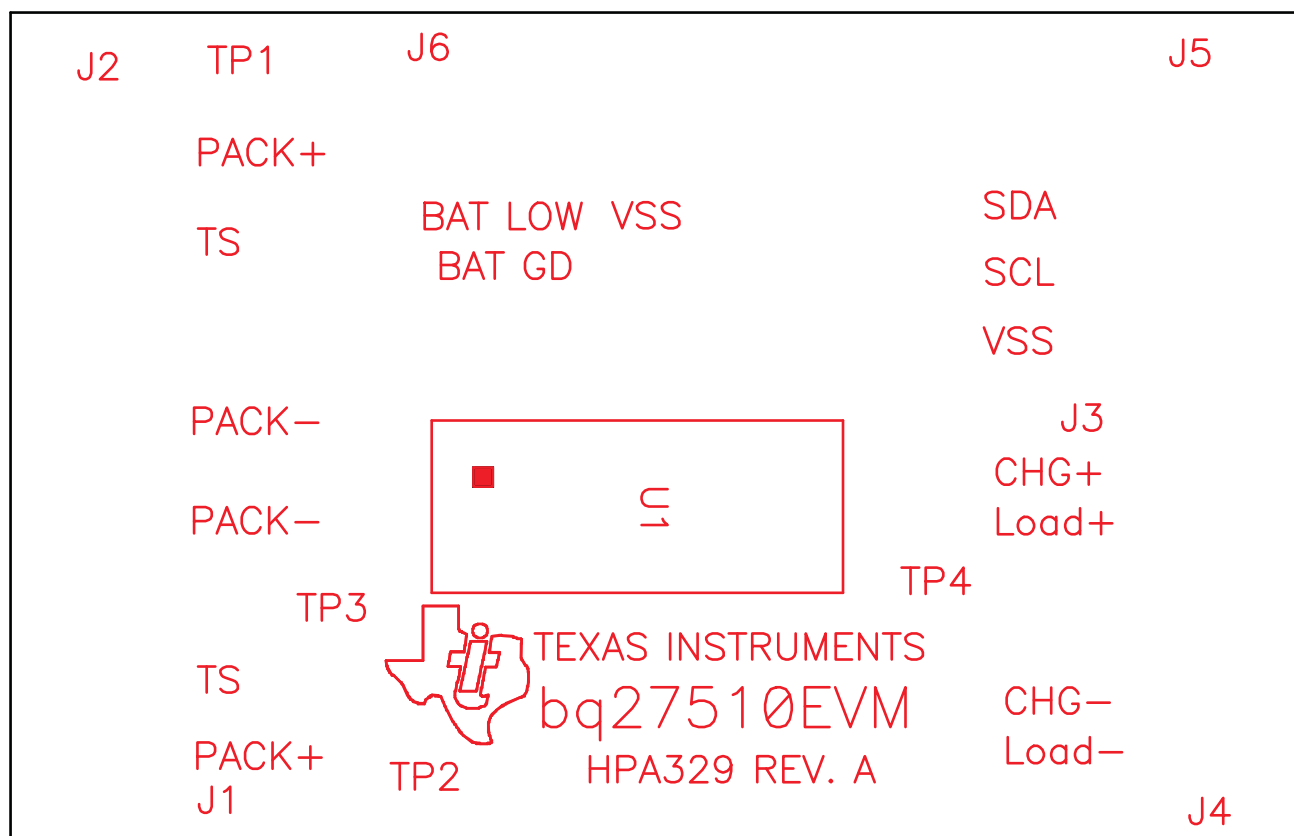 J2
TP1
J6
J5
PACK+
TS
BAT LOW VSS
BAT GD
SDA
SCL
VSS
PACK-
J3
CHG+
U1
PACK-
Load+
TP4
TP3
TEXAS INSTRUMENTS
TS
bq27510EVM
CHG-
PACK+
TP2
HPA329 REV. A
Load-
J1
J4